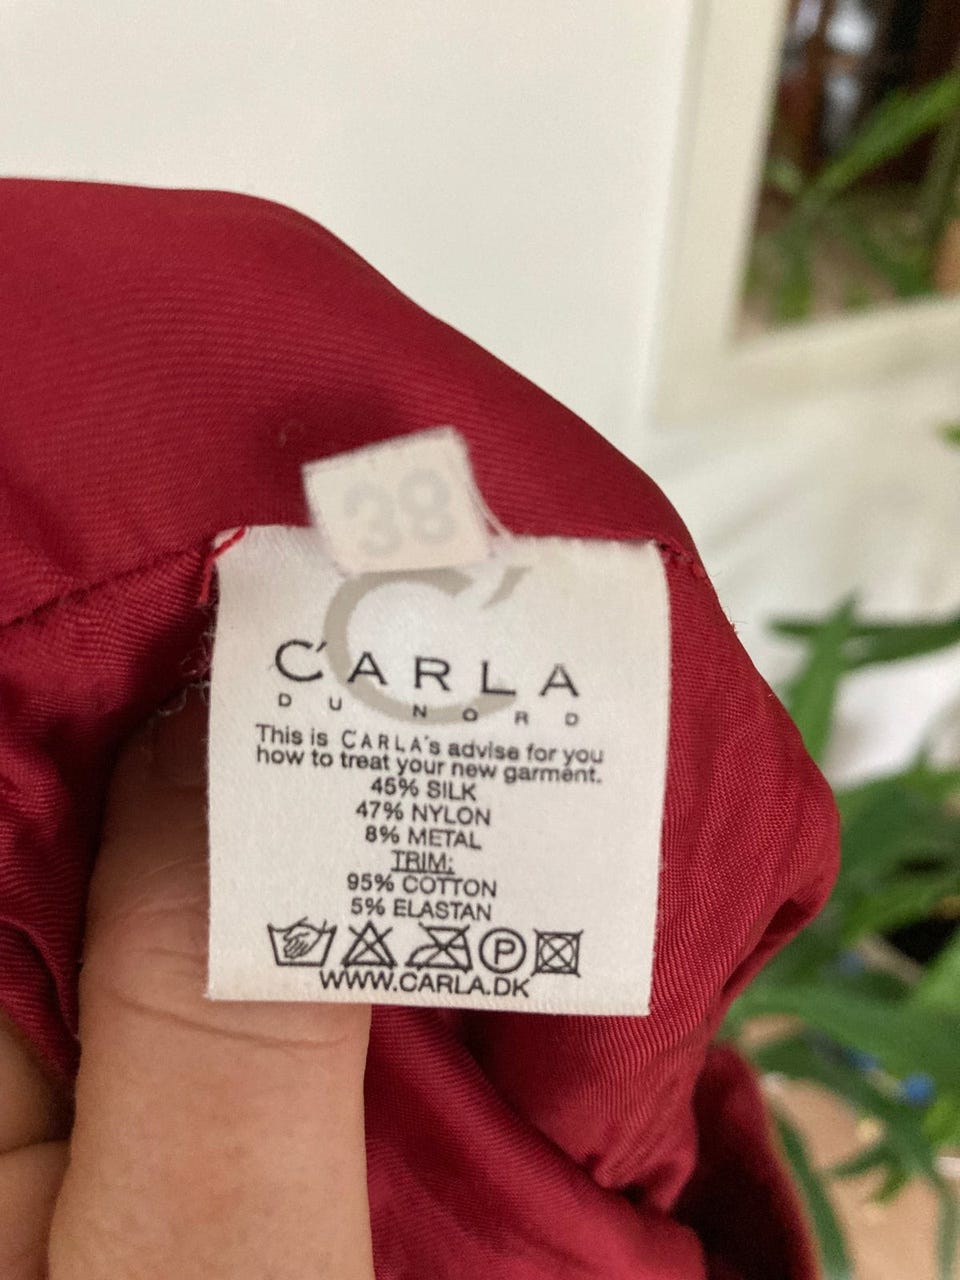 38
C'
C'ARLA
DU NORD
This is CARLA's advise for you
how to treat your new garment.
45% SILK
47% NYLON
8% METAL
TRIM:
95% COTTON
5% ELASTAN
P
WWW.CARLA.DK